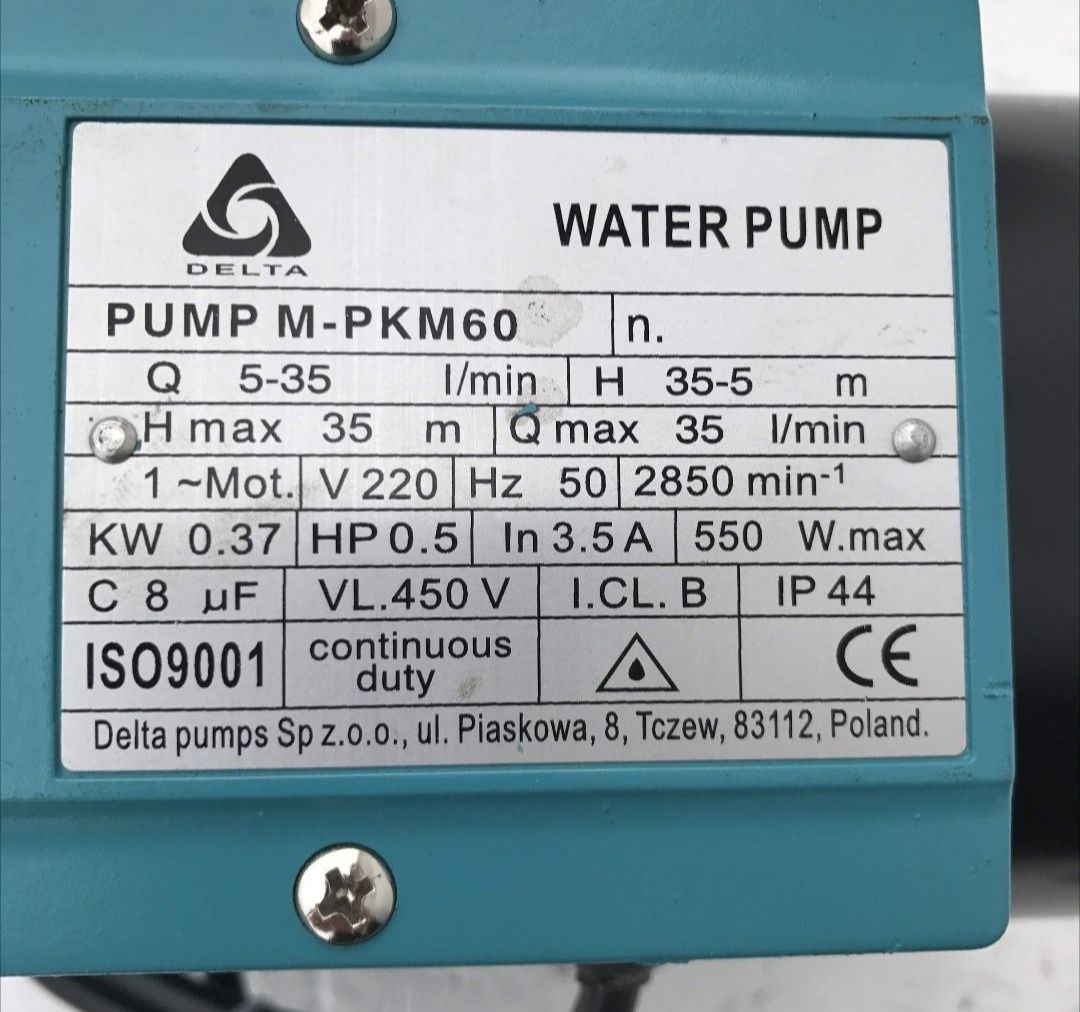 DELTA
WATER PUMP
PUMP M-PKM60 n.
Q 5-35 l/min H 35-5 m
H max 35 m Q max 35 l/min
1 ~Mot. V 220 Hz 50 2850 min⁻¹
KW 0.37 HP 0.5 In 3.5 A 550 W.max
C 8 µF VL.450 V I.CL. B IP 44
ISO9001 continuous duty CE
Delta pumps Sp z.o.o., ul. Piaskowa, 8, Tczew, 83112, Poland.